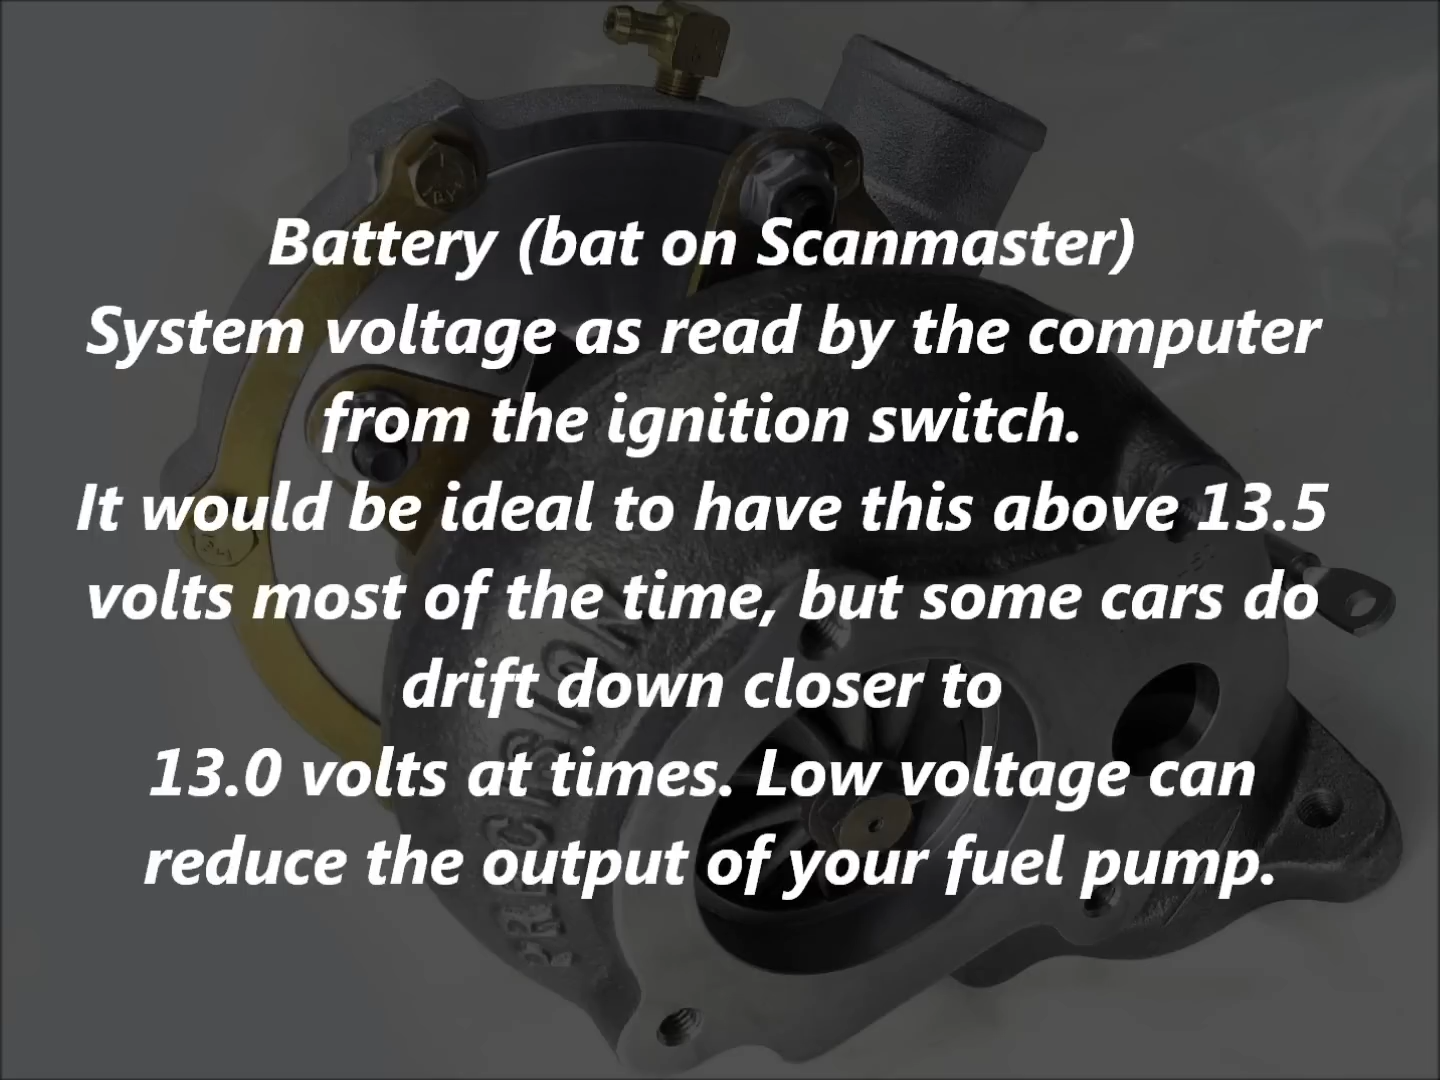 Battery (bat on Scanmaster)
System voltage as read by the computer
from the ignition switch.
It would be ideal to have this above 13.5
volts most of the time, but some cars do
drift down closer to
13.0 volts at times. Low voltage can
reduce the output of your fuel pump.
PRECISION